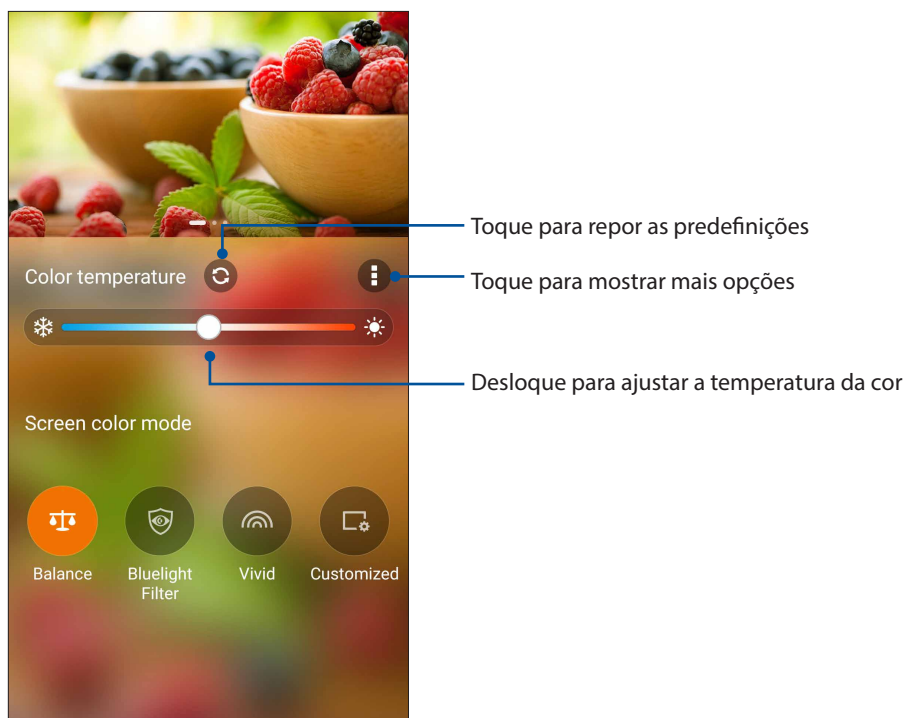 Toque para repor as predefinições
Color temperature
Toque para mostrar mais opções
Desloque para ajustar a temperatura da cor
Screen color mode
Balance
Bluelight
Filter
Vivid
Customized